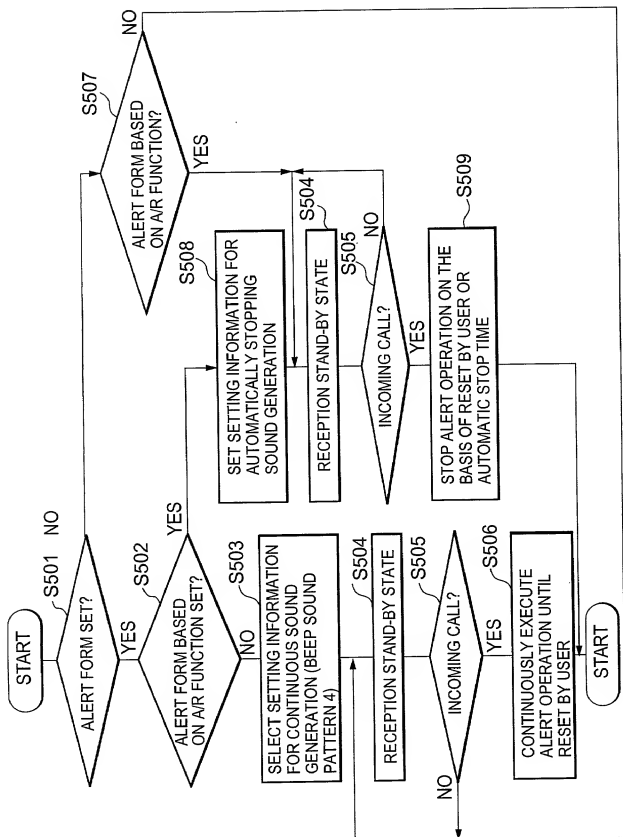 START
S501
ALERT FORM SET?
NO
YES
S502
ALERT FORM BASED
ON A/R FUNCTION SET?
YES
NO
S503
SELECT SETTING INFORMATION
FOR CONTINUOUS SOUND
GENERATION (BEEP SOUND
PATTERN 4)
S504
RECEPTION STAND-BY STATE
S505
INCOMING CALL?
NO
YES
S506
CONTINUOUSLY EXECUTE
ALERT OPERATION UNTIL
RESET BY USER
START
S507
ALERT FORM BASED
ON A/R FUNCTION?
NO
YES
S508
SET SETTING INFORMATION FOR
AUTOMATICALLY STOPPING
SOUND GENERATION
S504
RECEPTION STAND-BY STATE
S505
INCOMING CALL?
NO
YES
S509
STOP ALERT OPERATION ON THE
BASIS OF RESET BY USER OR
AUTOMATIC STOP TIME